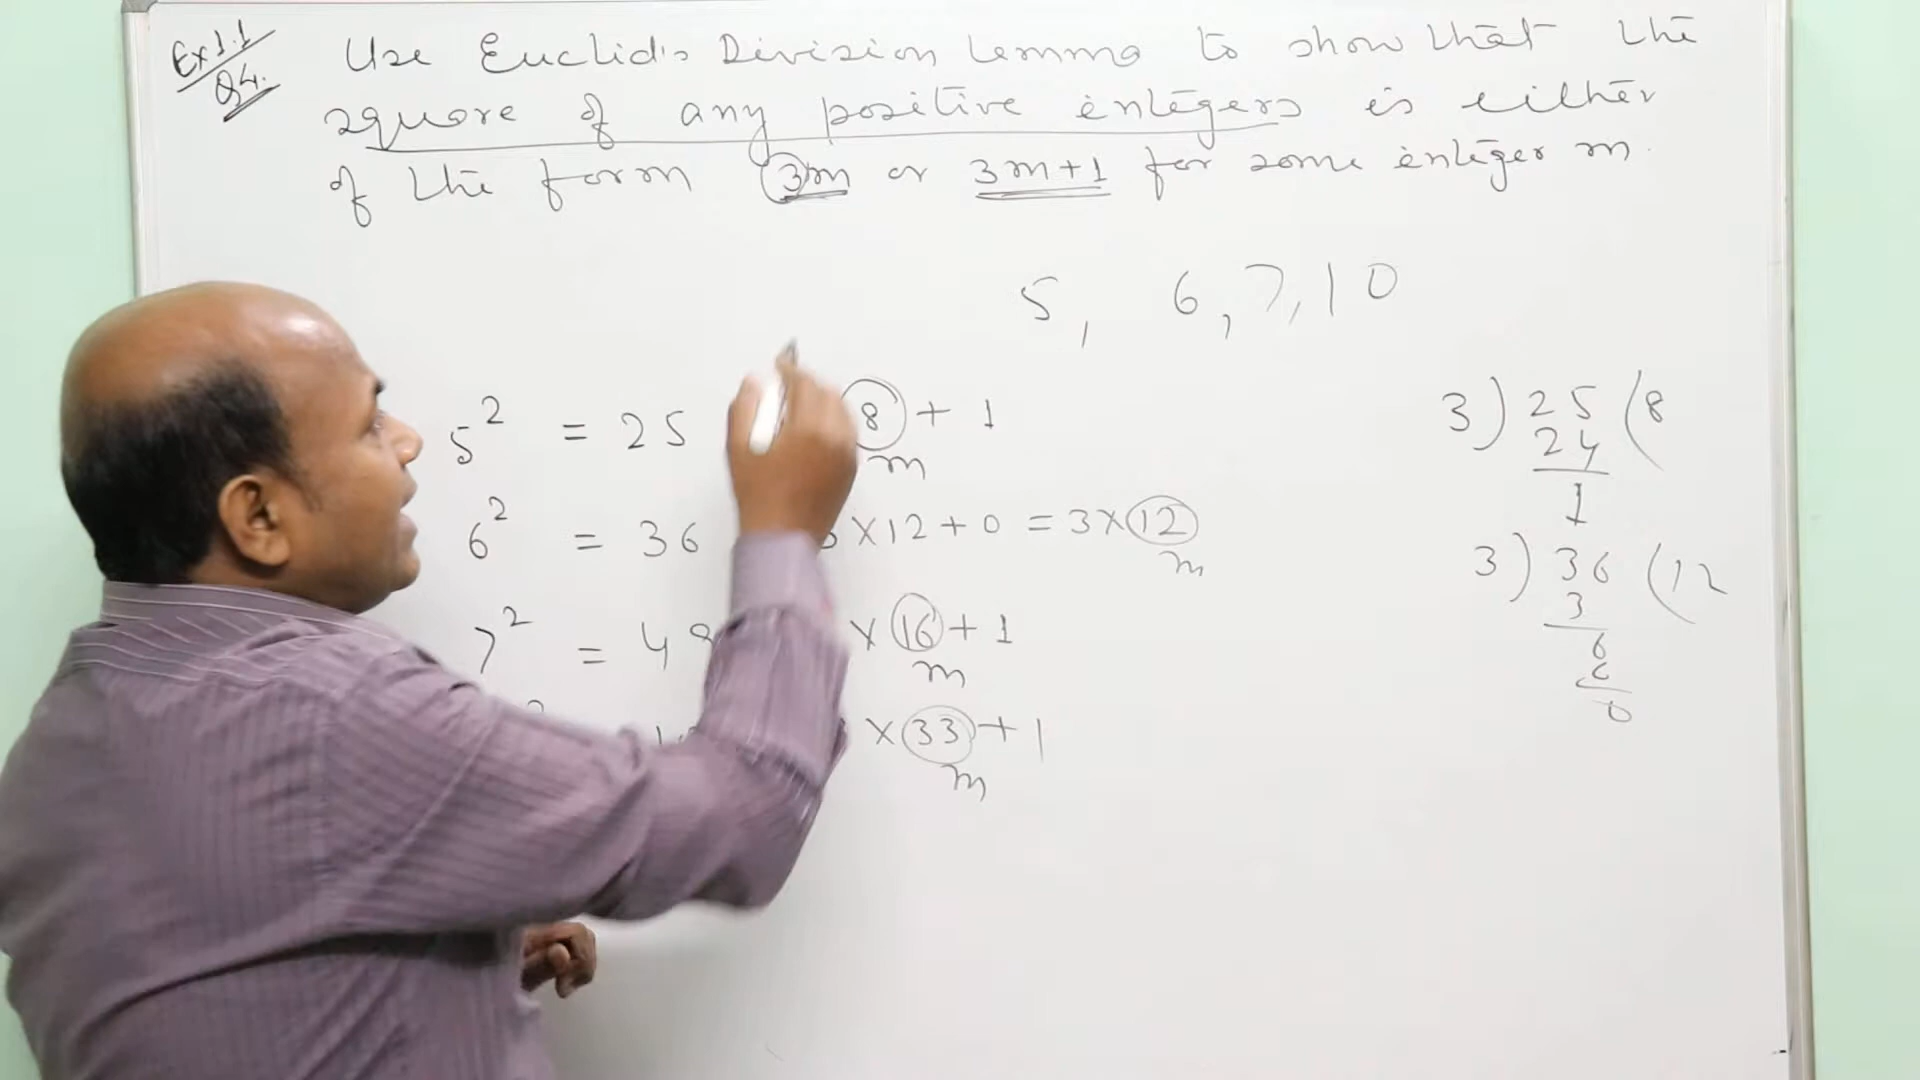 Ex 1.1
Q4.
Use Euclid's Division lemma to show that the
square of any positive integers is either
of the form 3m or 3m+1 for some integer m.
5, 6, 7, 10
5² = 25 8 + 1
m
6² = 36 3 × 12 + 0 = 3 × 12
m
7² = 49 × 16 + 1
m
× 33 + 1
m
3 ) 25 ( 8
24
1
3 ) 36 ( 12
3
6
6
0